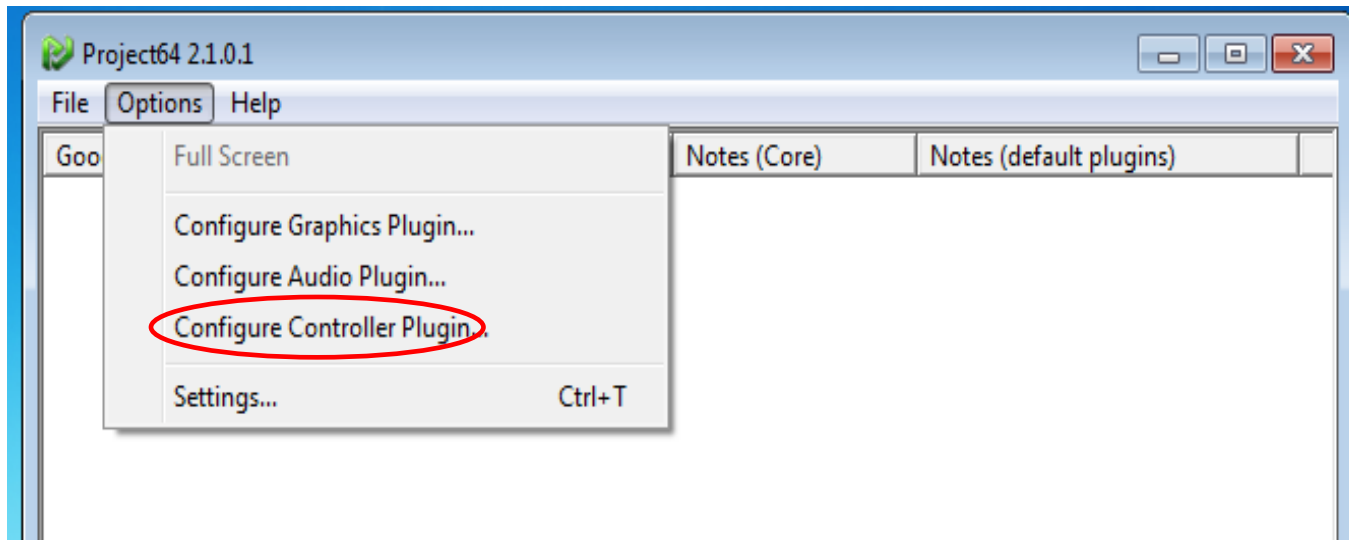 Project64 2.1.0.1
File Options Help
Goo Notes (Core) Notes (default plugins)
Full Screen
Configure Graphics Plugin...
Configure Audio Plugin...
Configure Controller Plugin...
Settings... Ctrl+T